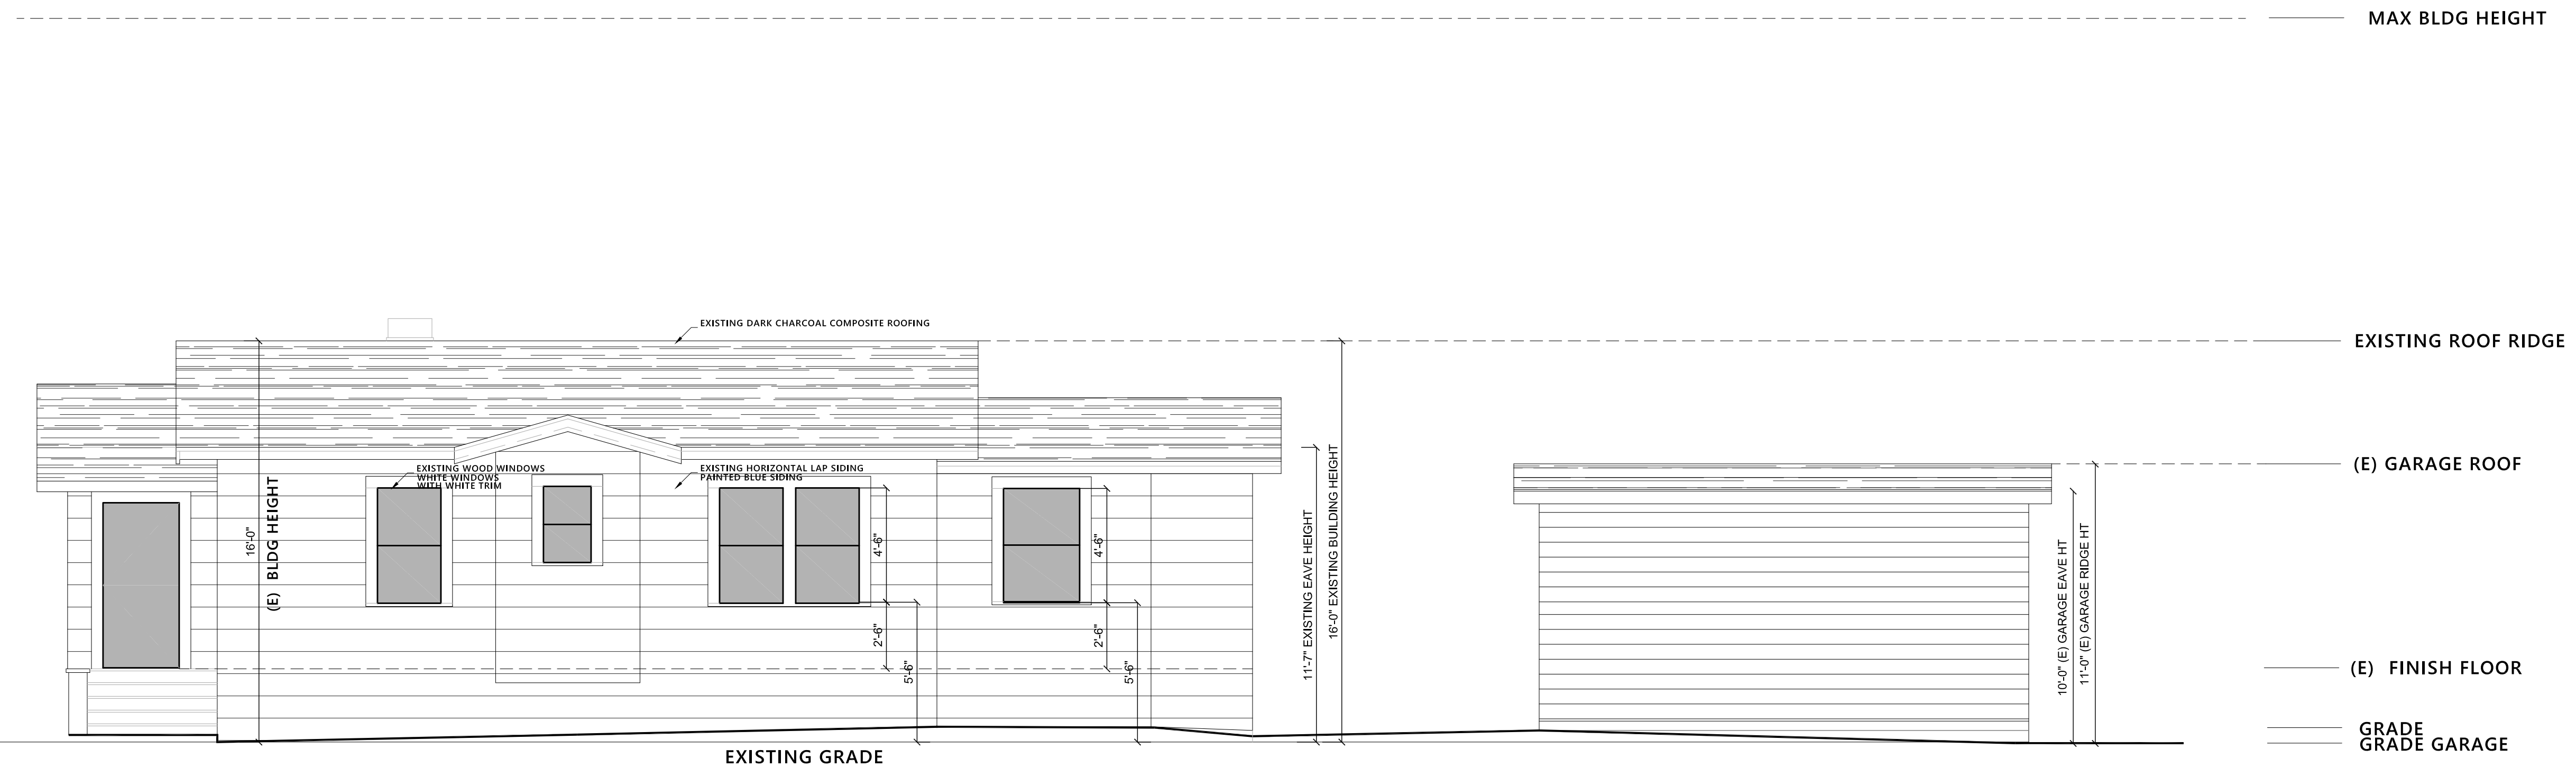 MAX BLDG HEIGHT
EXISTING DARK CHARCOAL COMPOSITE ROOFING
EXISTING ROOF RIDGE
EXISTING WOOD WINDOWS
WHITE WINDOWS
WITH WHITE TRIM
EXISTING HORIZONTAL LAP SIDING
PAINTED BLUE SIDING
(E) GARAGE ROOF
16'-0"
(E) BLDG HEIGHT
4'-6"
2'-6"
5'-6"
4'-6"
2'-6"
5'-6"
11'-7" EXISTING EAVE HEIGHT
16'-0" EXISTING BUILDING HEIGHT
10'-0" (E) GARAGE EAVE HT
11'-0" (E) GARAGE RIDGE HT
(E) FINISH FLOOR
GRADE
GRADE GARAGE
EXISTING GRADE